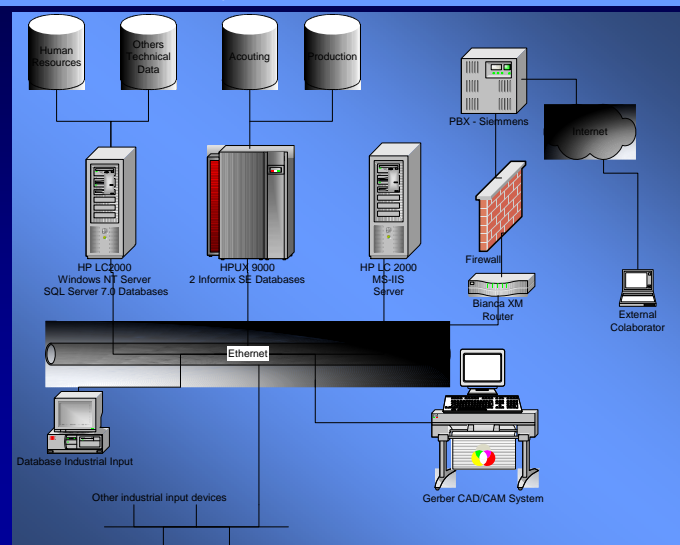 Human
Resources
Others
Technical
Data
Acouting
Production
PBX - Siemmens
Internet
HP LC2000
Windows NT Server
SQL Server 7.0 Databases
HPUX 9000
2 Informix SE Databases
HP LC 2000
MS-IIS
Server
Firewall
Bianca XM
Router
External
Colaborator
Ethernet
Database Industrial Input
Gerber CAD/CAM System
Other industrial input devices